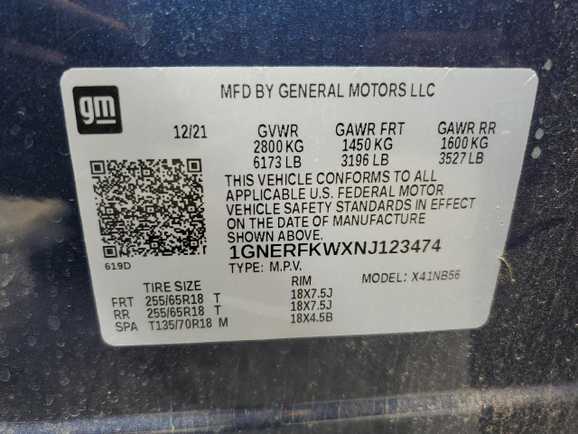 gm
MFD BY GENERAL MOTORS LLC
12/21 GVWR GAWR FRT GAWR RR
2800 KG 1450 KG 1600 KG
6173 LB 3196 LB 3527 LB
THIS VEHICLE CONFORMS TO ALL
APPLICABLE U.S. FEDERAL MOTOR
VEHICLE SAFETY STANDARDS IN EFFECT
ON THE DATE OF MANUFACTURE
SHOWN ABOVE.
619D
1GNERFKWXNJ123474
TYPE: M.P.V. MODEL: X41NB56
TIRE SIZE RIM
FRT 255/65R18 T 18X7.5J
RR 255/65R18 T 18X7.5J
SPA T135/70R18 M 18X4.5B